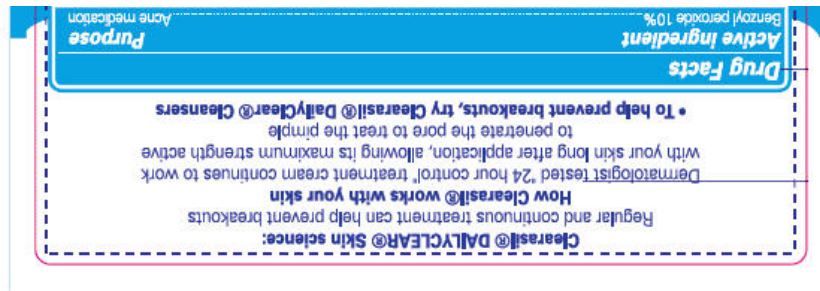 Clearasil® DAILYCLEAR® Skin science:
Regular and continuous treatment can help prevent breakouts
How Clearasil® works with your skin
Dermatologist tested "24 hour control" treatment cream continues to work
with your skin long after application, allowing its maximum strength active
to penetrate the pore to treat the pimple
• To help prevent breakouts, try Clearasil® DailyClear® Cleansers
Drug Facts
Active ingredient Purpose
Benzoyl peroxide 10% Acne medication